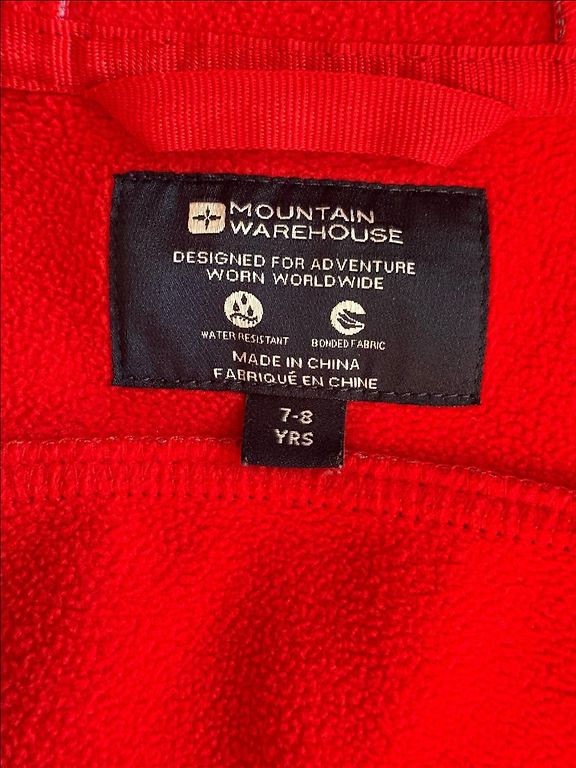 MOUNTAIN
WAREHOUSE
DESIGNED FOR ADVENTURE
WORN WORLDWIDE
WATER RESISTANT BONDED FABRIC
MADE IN CHINA
FABRIQUÉ EN CHINE
7-8
YRS